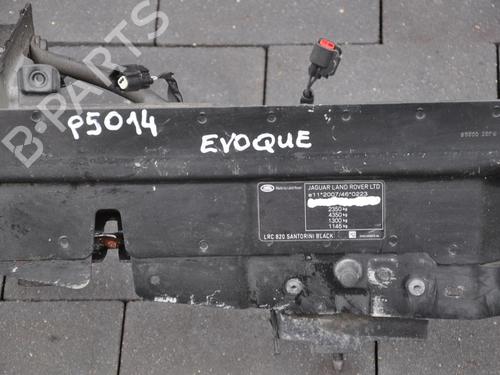 P5014
EVOQUE
JAGUAR LAND ROVER LTD
e11*2007/46*0223
2350 kg
4350 kg
1300 kg
1145 kg
LRC 820 SANTORINI BLACK